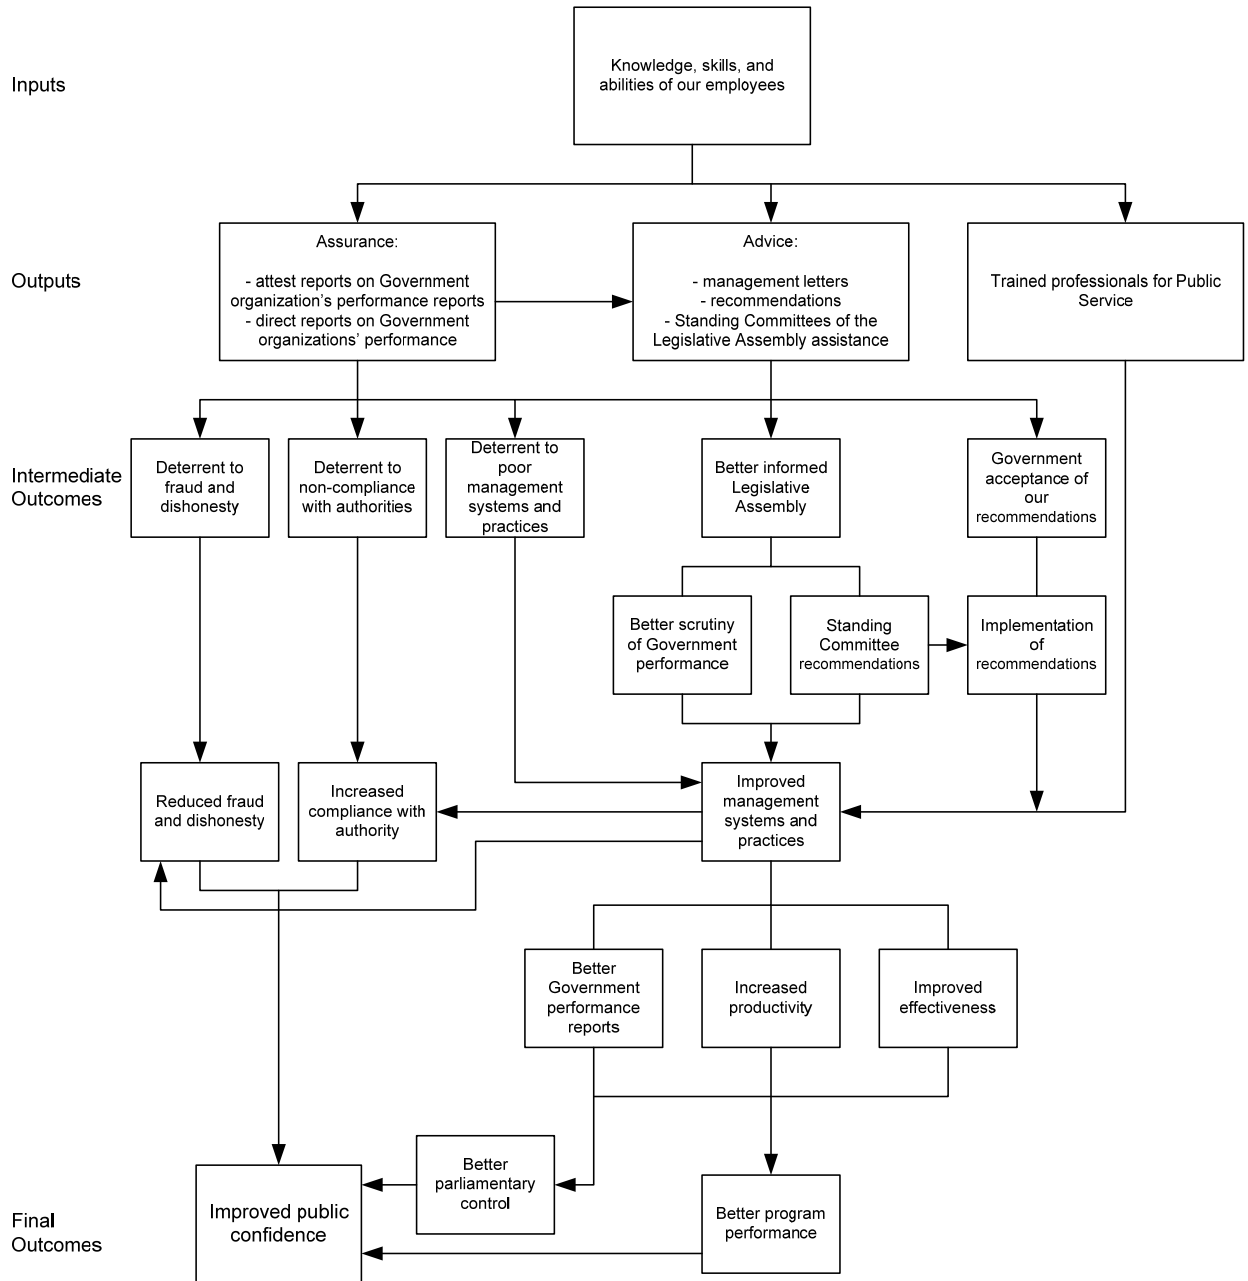 Inputs
Knowledge, skills, and
abilities of our employees
Outputs
Assurance:
- attest reports on Government
organization's performance reports
- direct reports on Government
organizations' performance
Advice:
- management letters
- recommendations
- Standing Committees of the
Legislative Assembly assistance
Trained professionals for Public
Service
Intermediate
Outcomes
Deterrent to
fraud and
dishonesty
Deterrent to
non-compliance
with authorities
Deterrent to
poor
management
systems and
practices
Better informed
Legislative
Assembly
Government
acceptance of
our
recommendations
Better scrutiny
of Government
performance
Standing
Committee
recommendations
Implementation
of
recommendations
Reduced fraud
and dishonesty
Increased
compliance with
authority
Improved
management
systems and
practices
Better
Government
performance
reports
Increased
productivity
Improved
effectiveness
Final
Outcomes
Improved public
confidence
Better
parliamentary
control
Better program
performance